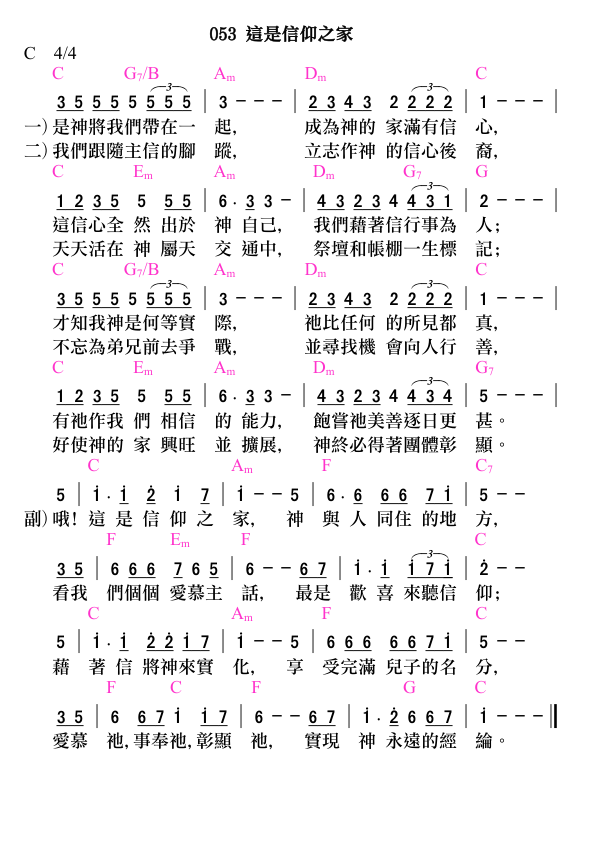 053 這是信仰之家
C 4/4
C G7/B Am Dm C
3 5 5 5 5 5 5 5 | 3 - - - | 2 3 4 3 2 2 2 2 | 1 - - - |
一)是神將我們帶在一 起, 成為神的 家滿有信 心,
二)我們跟隨主信的腳 蹤, 立志作神 的信心後 裔,
C Em Am Dm G7 G
1 2 3 5 5 5 5 | 6 · 3 3 - | 4 3 2 3 4 4 3 1 | 2 - - - |
這信心全 然 出於 神 自己, 我們藉著信行事為 人;
天天活在 神 屬天 交 通中, 祭壇和帳棚一生標 記;
C G7/B Am Dm C
3 5 5 5 5 5 5 5 | 3 - - - | 2 3 4 3 2 2 2 2 | 1 - - - |
才知我神是何等實 際, 祂比任何 的所見都 真,
不忘為弟兄前去爭 戰, 並尋找機 會向人行 善,
C Em Am Dm G7
1 2 3 5 5 5 5 | 6 · 3 3 - | 4 3 2 3 4 4 3 4 | 5 - - - |
有祂作我 們 相信 的 能力, 飽嘗祂美善逐日更 甚。
好使神的 家 興旺 並 擴展, 神終必得著團體彰 顯。
C Am F C7
5 | i · i 2 i 7 | i - - 5 | 6 · 6 6 6 7 i | 5 - -
副)哦! 這 是 信 仰 之 家, 神 與 人 同住 的地 方,
F Em F C
3 5 | 6 6 6 7 6 5 | 6 - - 6 7 | i · i i 7 i | 2 - -
看我 們個個 愛慕主 話, 最是 歡 喜 來聽信 仰;
C Am F C
5 | i · i 2 2 i 7 | i - - 5 | 6 6 6 6 6 7 i | 5 - -
藉 著 信 將神來實 化, 享 受完滿 兒子的名 分,
F C F G C
3 5 | 6 6 7 i i 7 | 6 - - 6 7 | i · 2 6 6 7 | i - - -
愛慕 祂,事奉祂,彰顯 祂, 實現 神 永遠的經 綸。